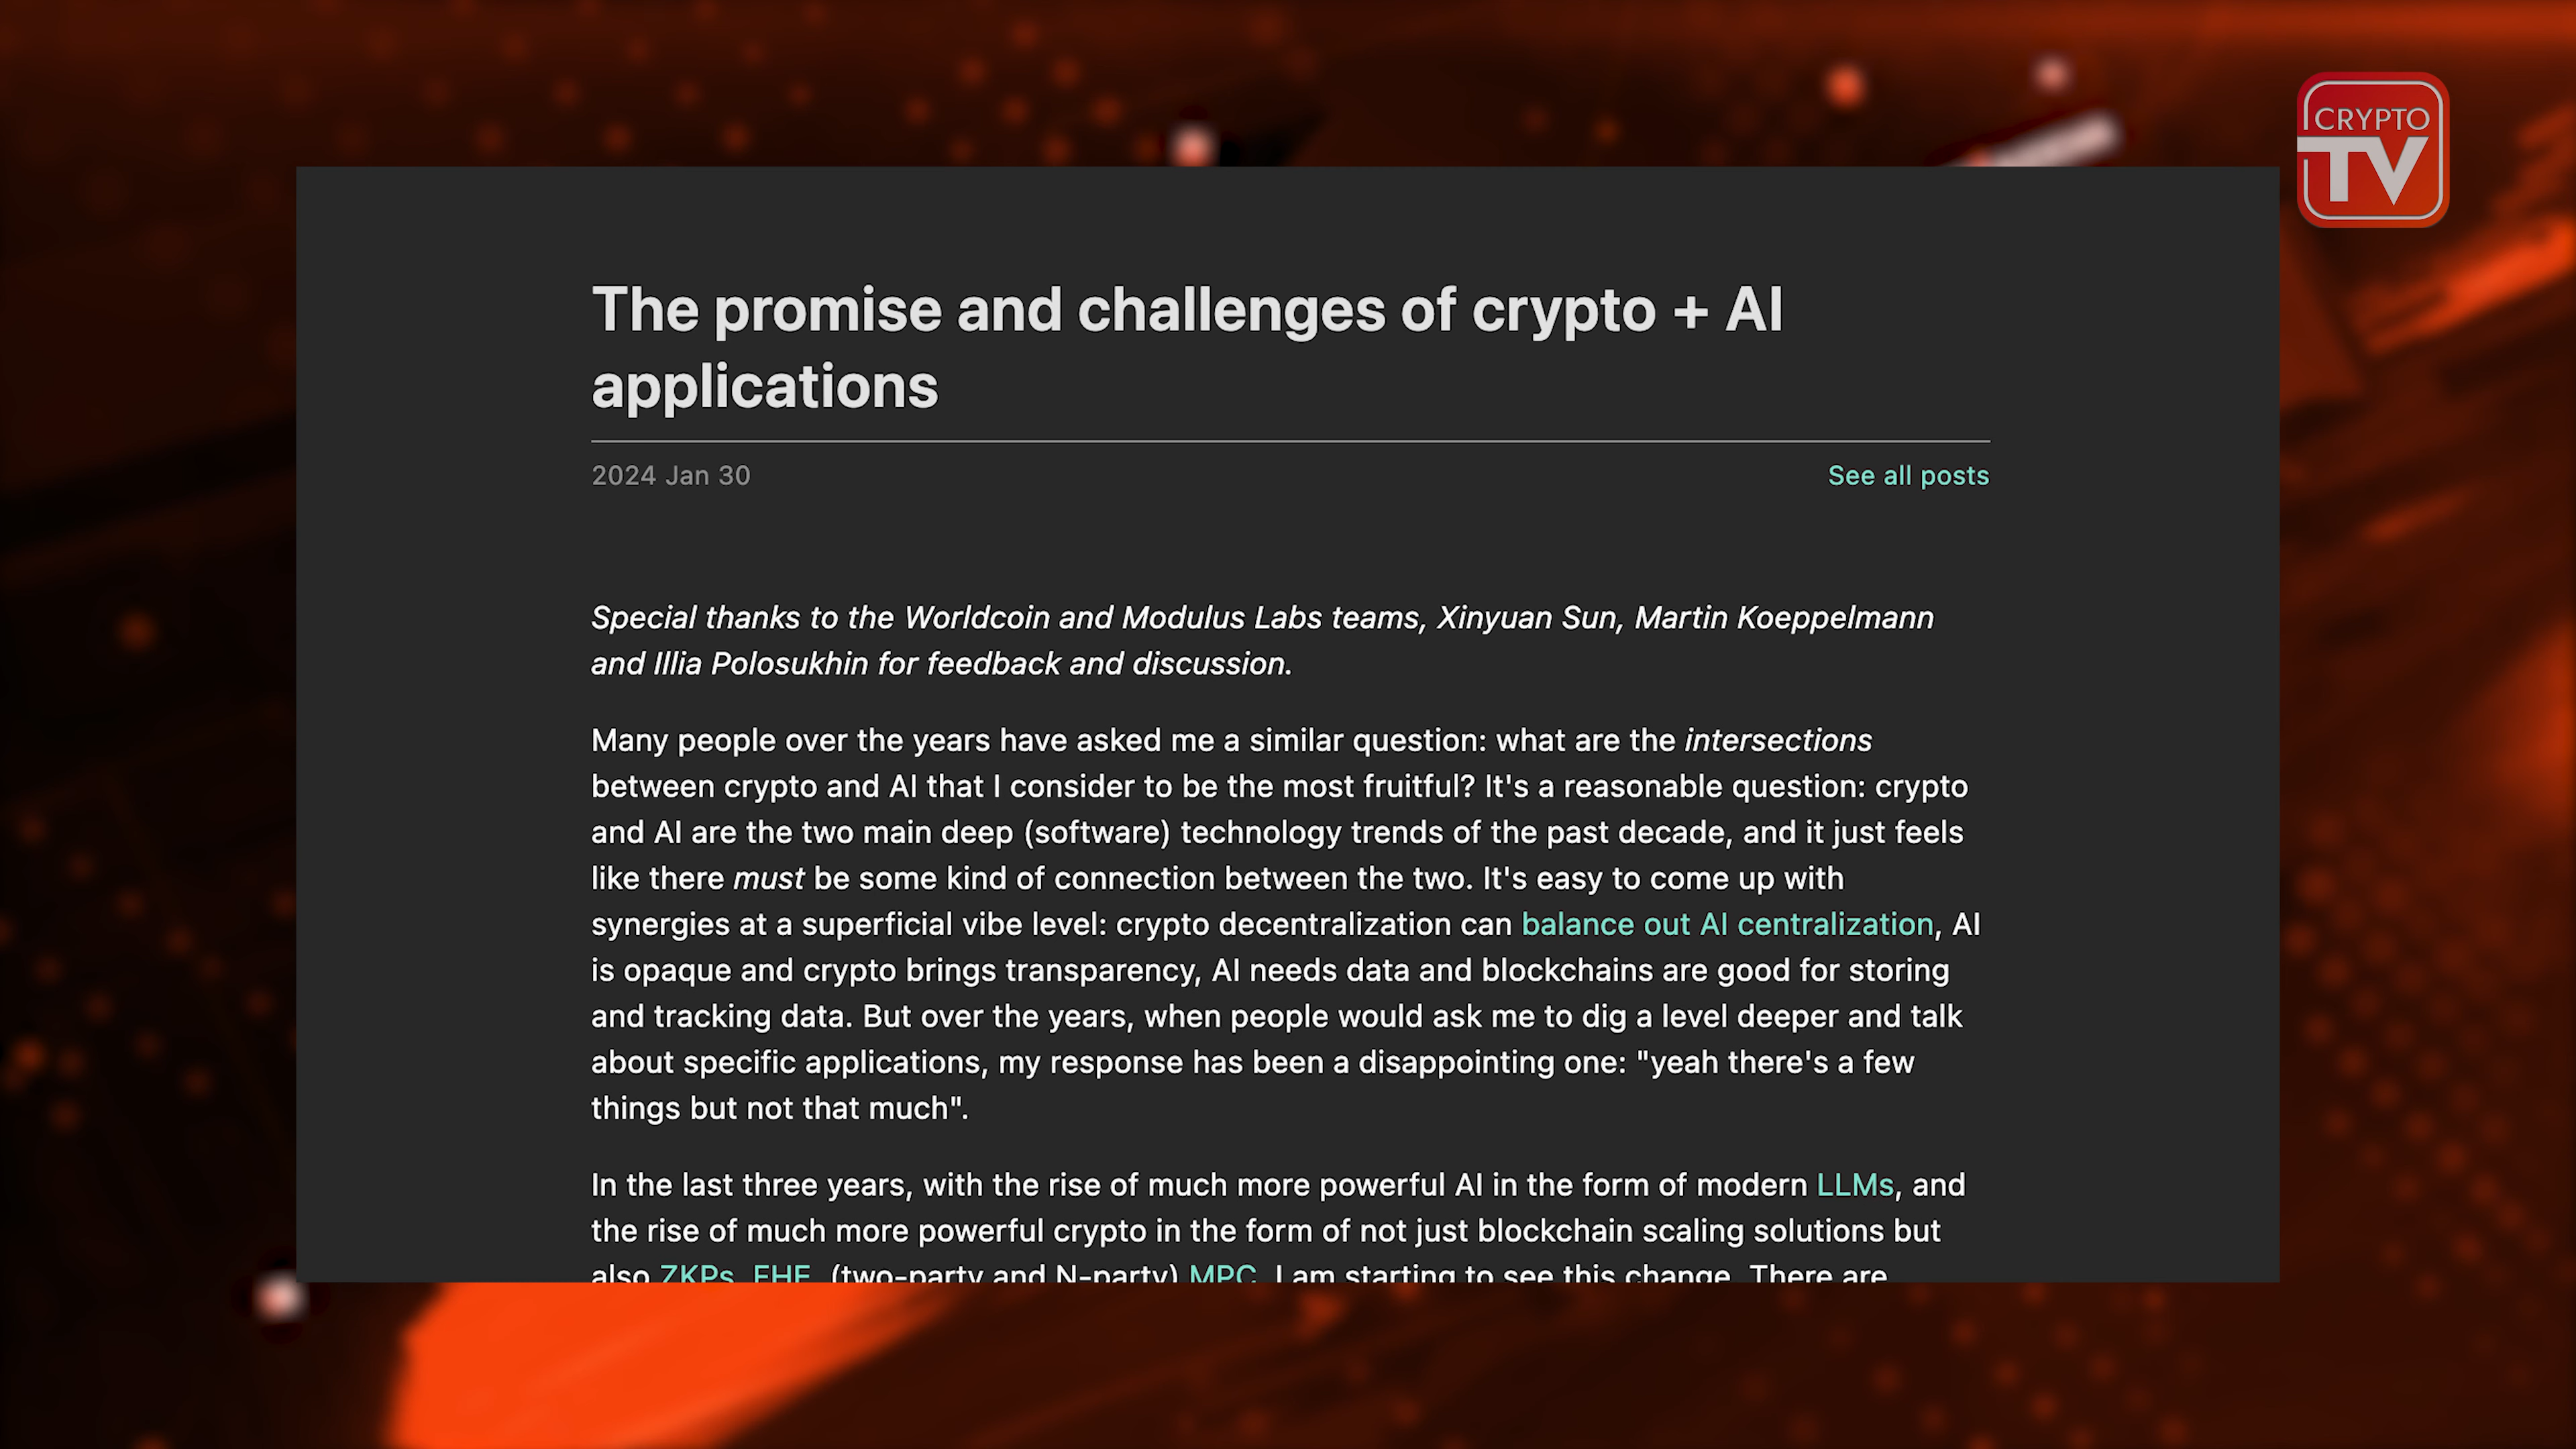 CRYPTO
TV
The promise and challenges of crypto + AI
applications
2024 Jan 30
See all posts
Special thanks to the Worldcoin and Modulus Labs teams, Xinyuan Sun, Martin Koeppelmann
and Illia Polosukhin for feedback and discussion.
Many people over the years have asked me a similar question: what are the intersections
between crypto and AI that I consider to be the most fruitful? It's a reasonable question: crypto
and AI are the two main deep (software) technology trends of the past decade, and it just feels
like there must be some kind of connection between the two. It's easy to come up with
synergies at a superficial vibe level: crypto decentralization can balance out AI centralization, AI
is opaque and crypto brings transparency, AI needs data and blockchains are good for storing
and tracking data. But over the years, when people would ask me to dig a level deeper and talk
about specific applications, my response has been a disappointing one: "yeah there's a few
things but not that much".
In the last three years, with the rise of much more powerful AI in the form of modern LLMs, and
the rise of much more powerful crypto in the form of not just blockchain scaling solutions but
also ZKPs, FHE, (two-party and N-party) MPC, I am starting to see this change. There are